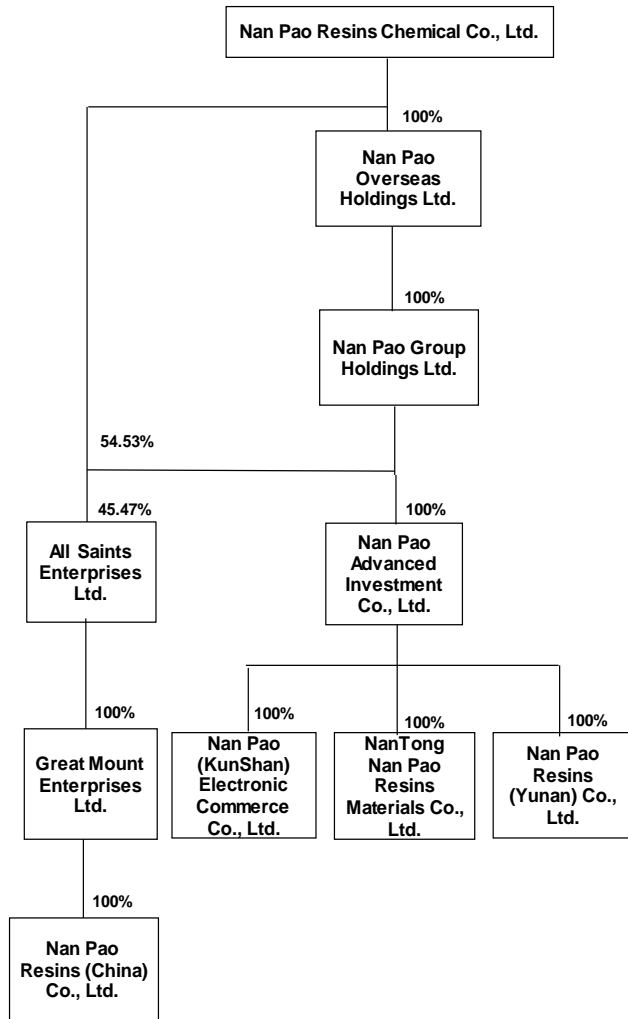 Nan Pao Resins Chemical Co., Ltd.
100%
Nan Pao
Overseas
Holdings Ltd.
100%
Nan Pao Group
Holdings Ltd.
54.53%
45.47%
All Saints
Enterprises
Ltd.
100%
Nan Pao
Advanced
Investment
Co., Ltd.
100%
Great Mount
Enterprises
Ltd.
100%
Nan Pao
(KunShan)
Electronic
Commerce
Co., Ltd.
100%
NanTong
Nan Pao
Resins
Materials Co.,
Ltd.
100%
Nan Pao
Resins
(Yunan) Co.,
Ltd.
100%
Nan Pao
Resins (China)
Co., Ltd.